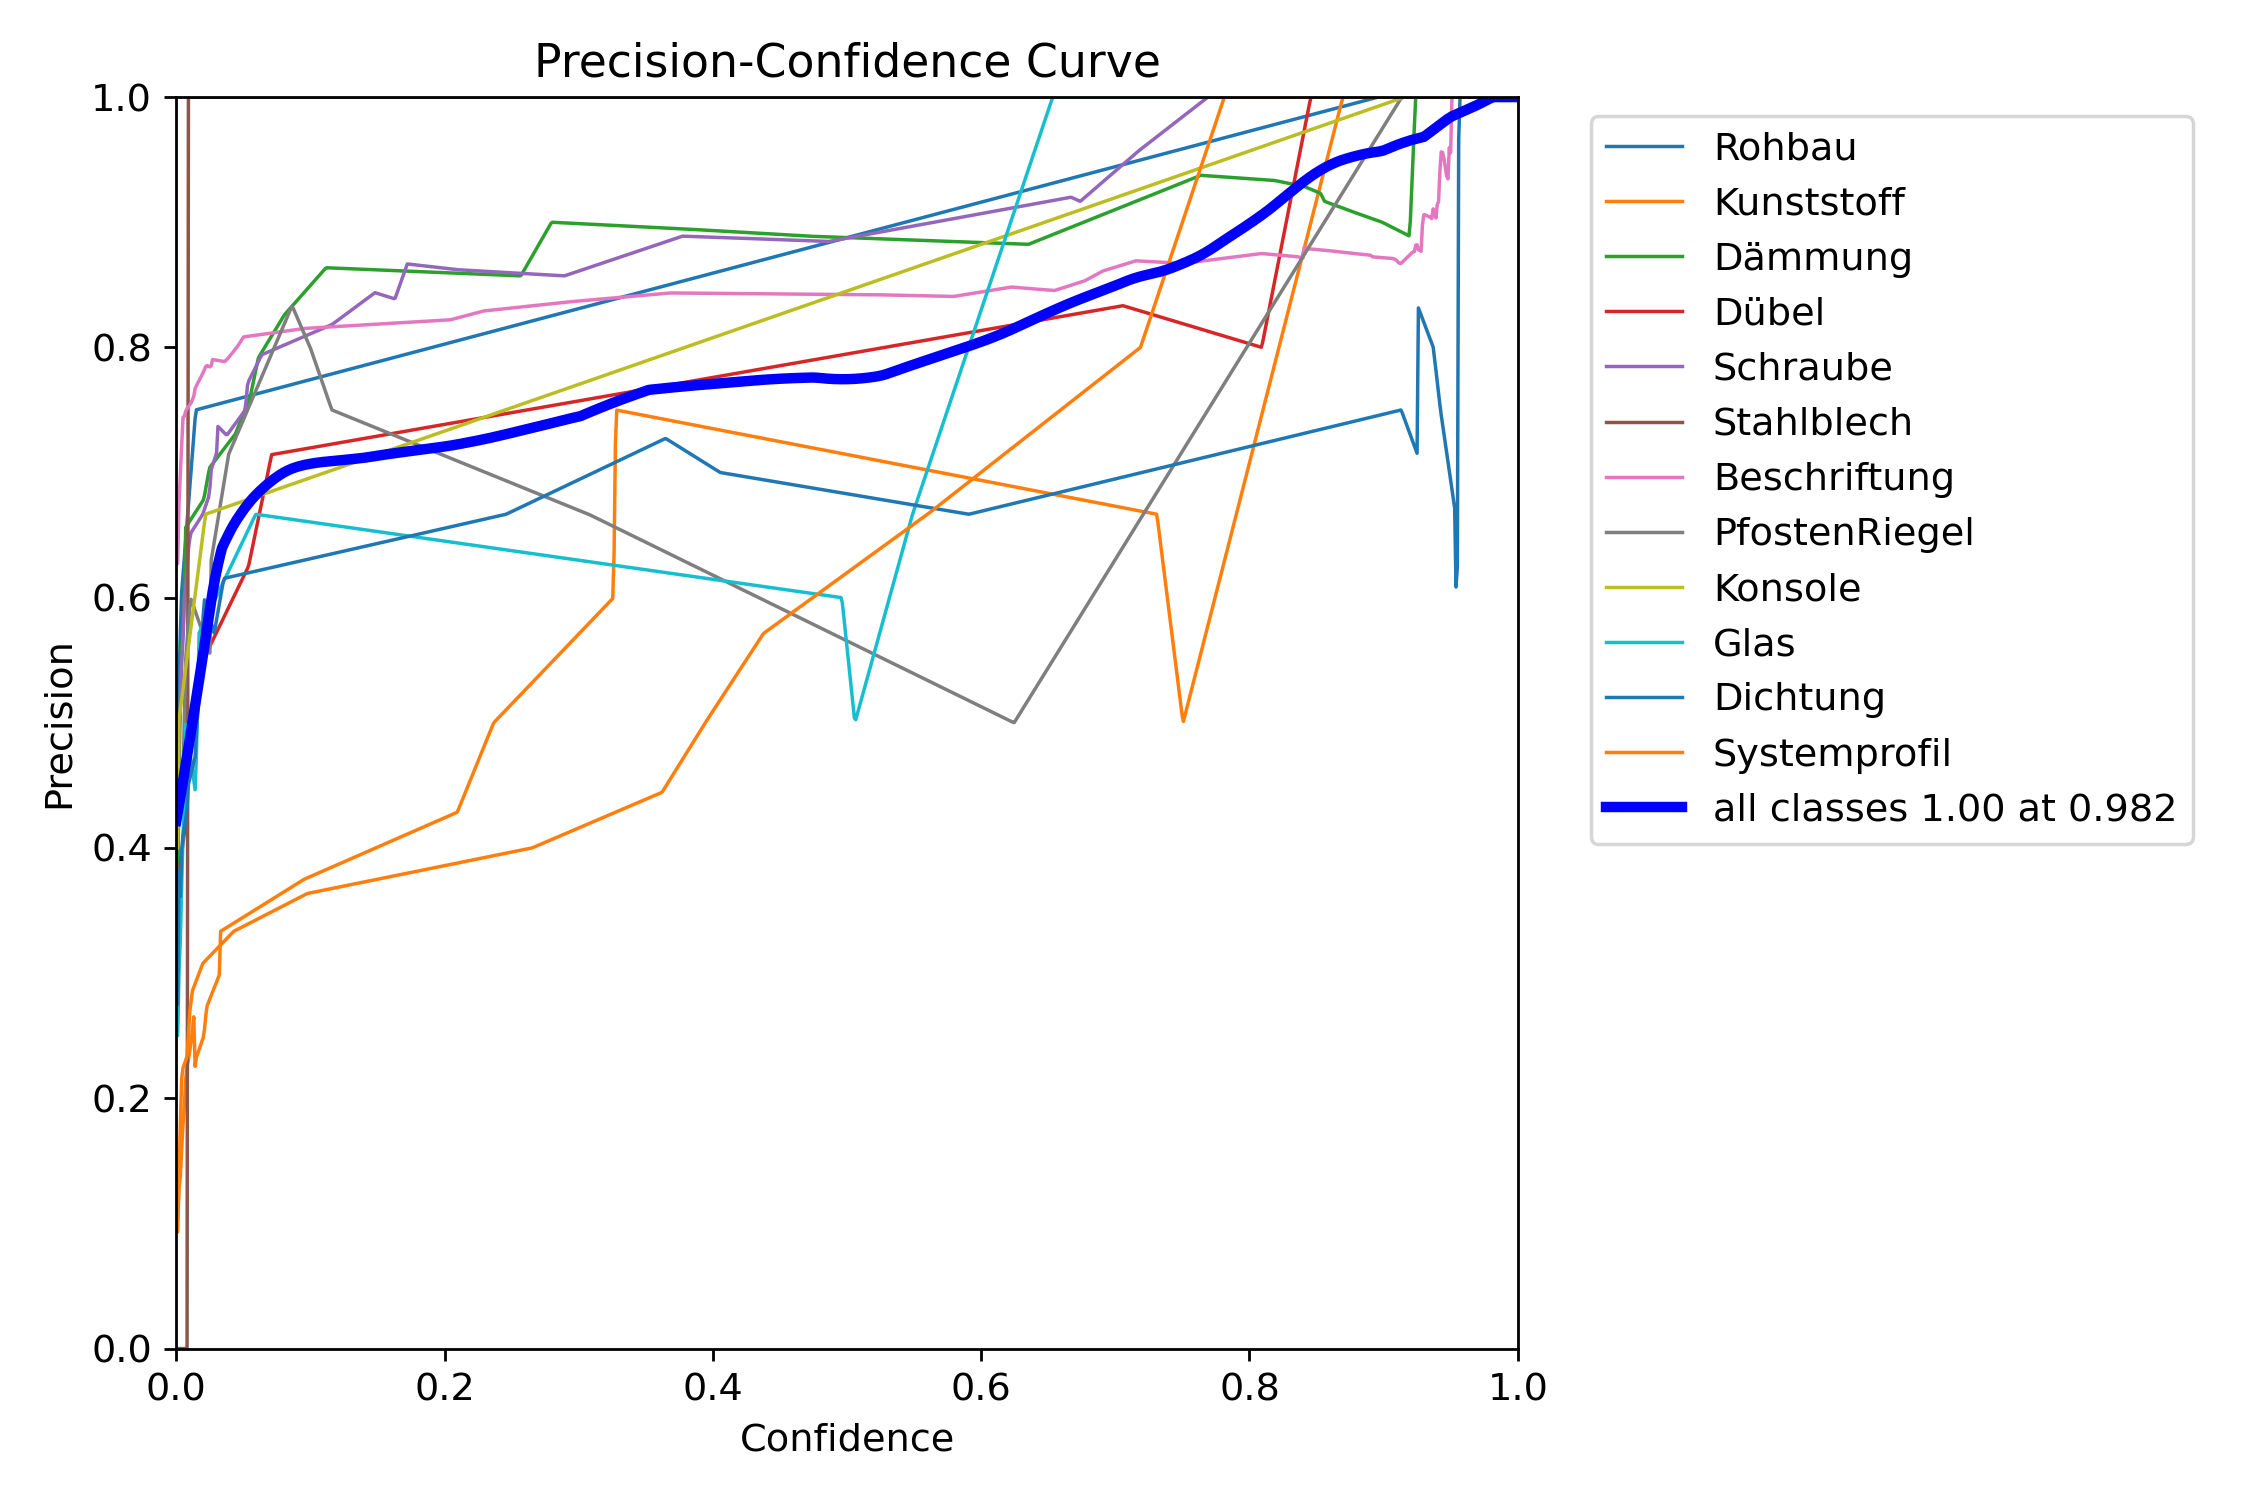 Precision-Confidence Curve
1.0
0.8
0.6
0.4
0.2
0.0
Precision
0.0 0.2 0.4 0.6 0.8 1.0
Confidence
Rohbau
Kunststoff
Dämmung
Dübel
Schraube
Stahlblech
Beschriftung
PfostenRiegel
Konsole
Glas
Dichtung
Systemprofil
all classes 1.00 at 0.982